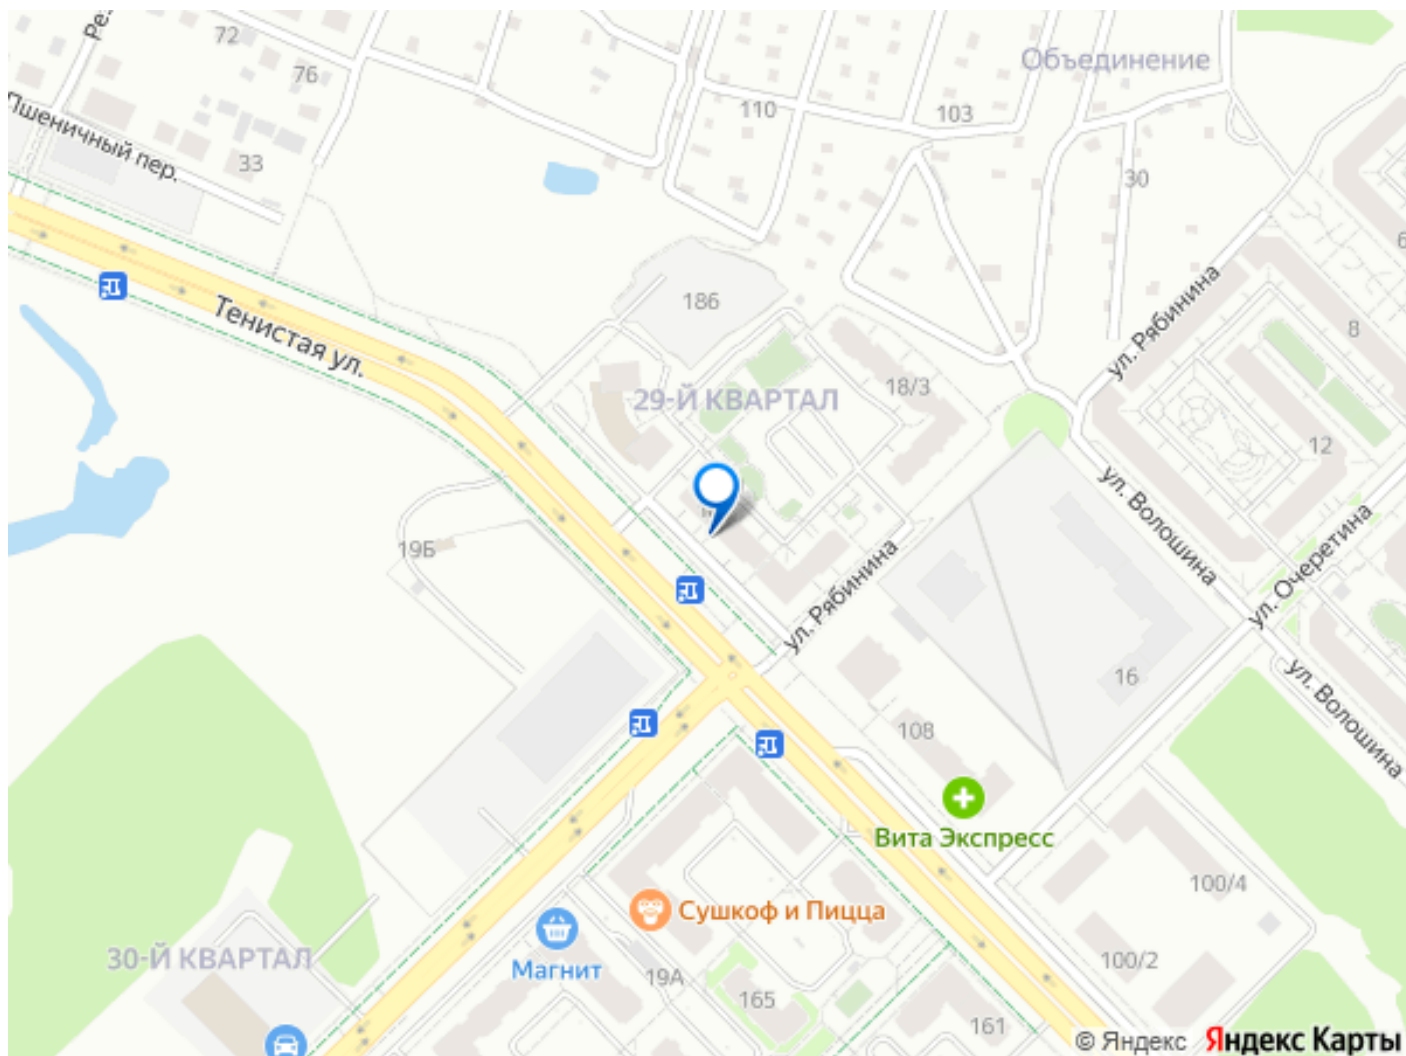 72
76
Объединение
110
103
Пшеничный пер.
33
30
ул. Рябинина
186
Тенистая ул.
8
29-Й КВАРТАЛ
18/3
12
ул. Волошина
ул. Очеретина
19Б
ул. Рябинина
16
ул. Волошина
108
Вита Экспресс
100/4
Сушкоф и Пицца
30-Й КВАРТАЛ
Магнит
19А
165
100/2
161
© Яндекс Яндекс Карты